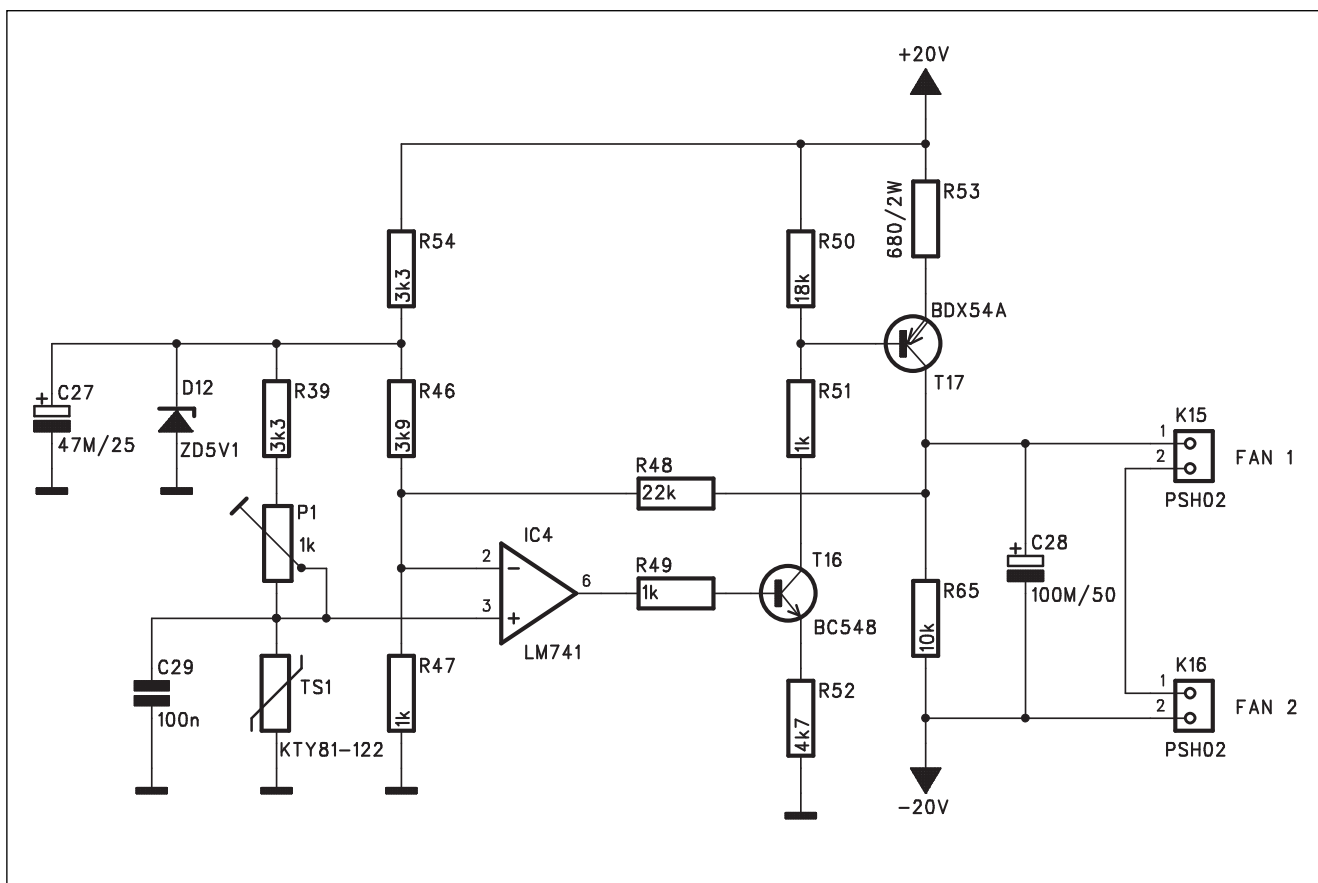 +20V
R53
680/2W
R54
3k3
R50
18k
BDX54A
T17
C27
+
47M/25
D12
ZD5V1
R39
3k3
R46
3k9
R51
1k
K15
1
2
FAN 1
PSH02
R48
22k
P1
1k
IC4
2
-
3
+
6
LM741
R49
1k
T16
BC548
C28
+
100M/50
R65
10k
C29
100n
TS1
KTY81-122
R47
1k
R52
4k7
K16
1
2
FAN 2
PSH02
-20V